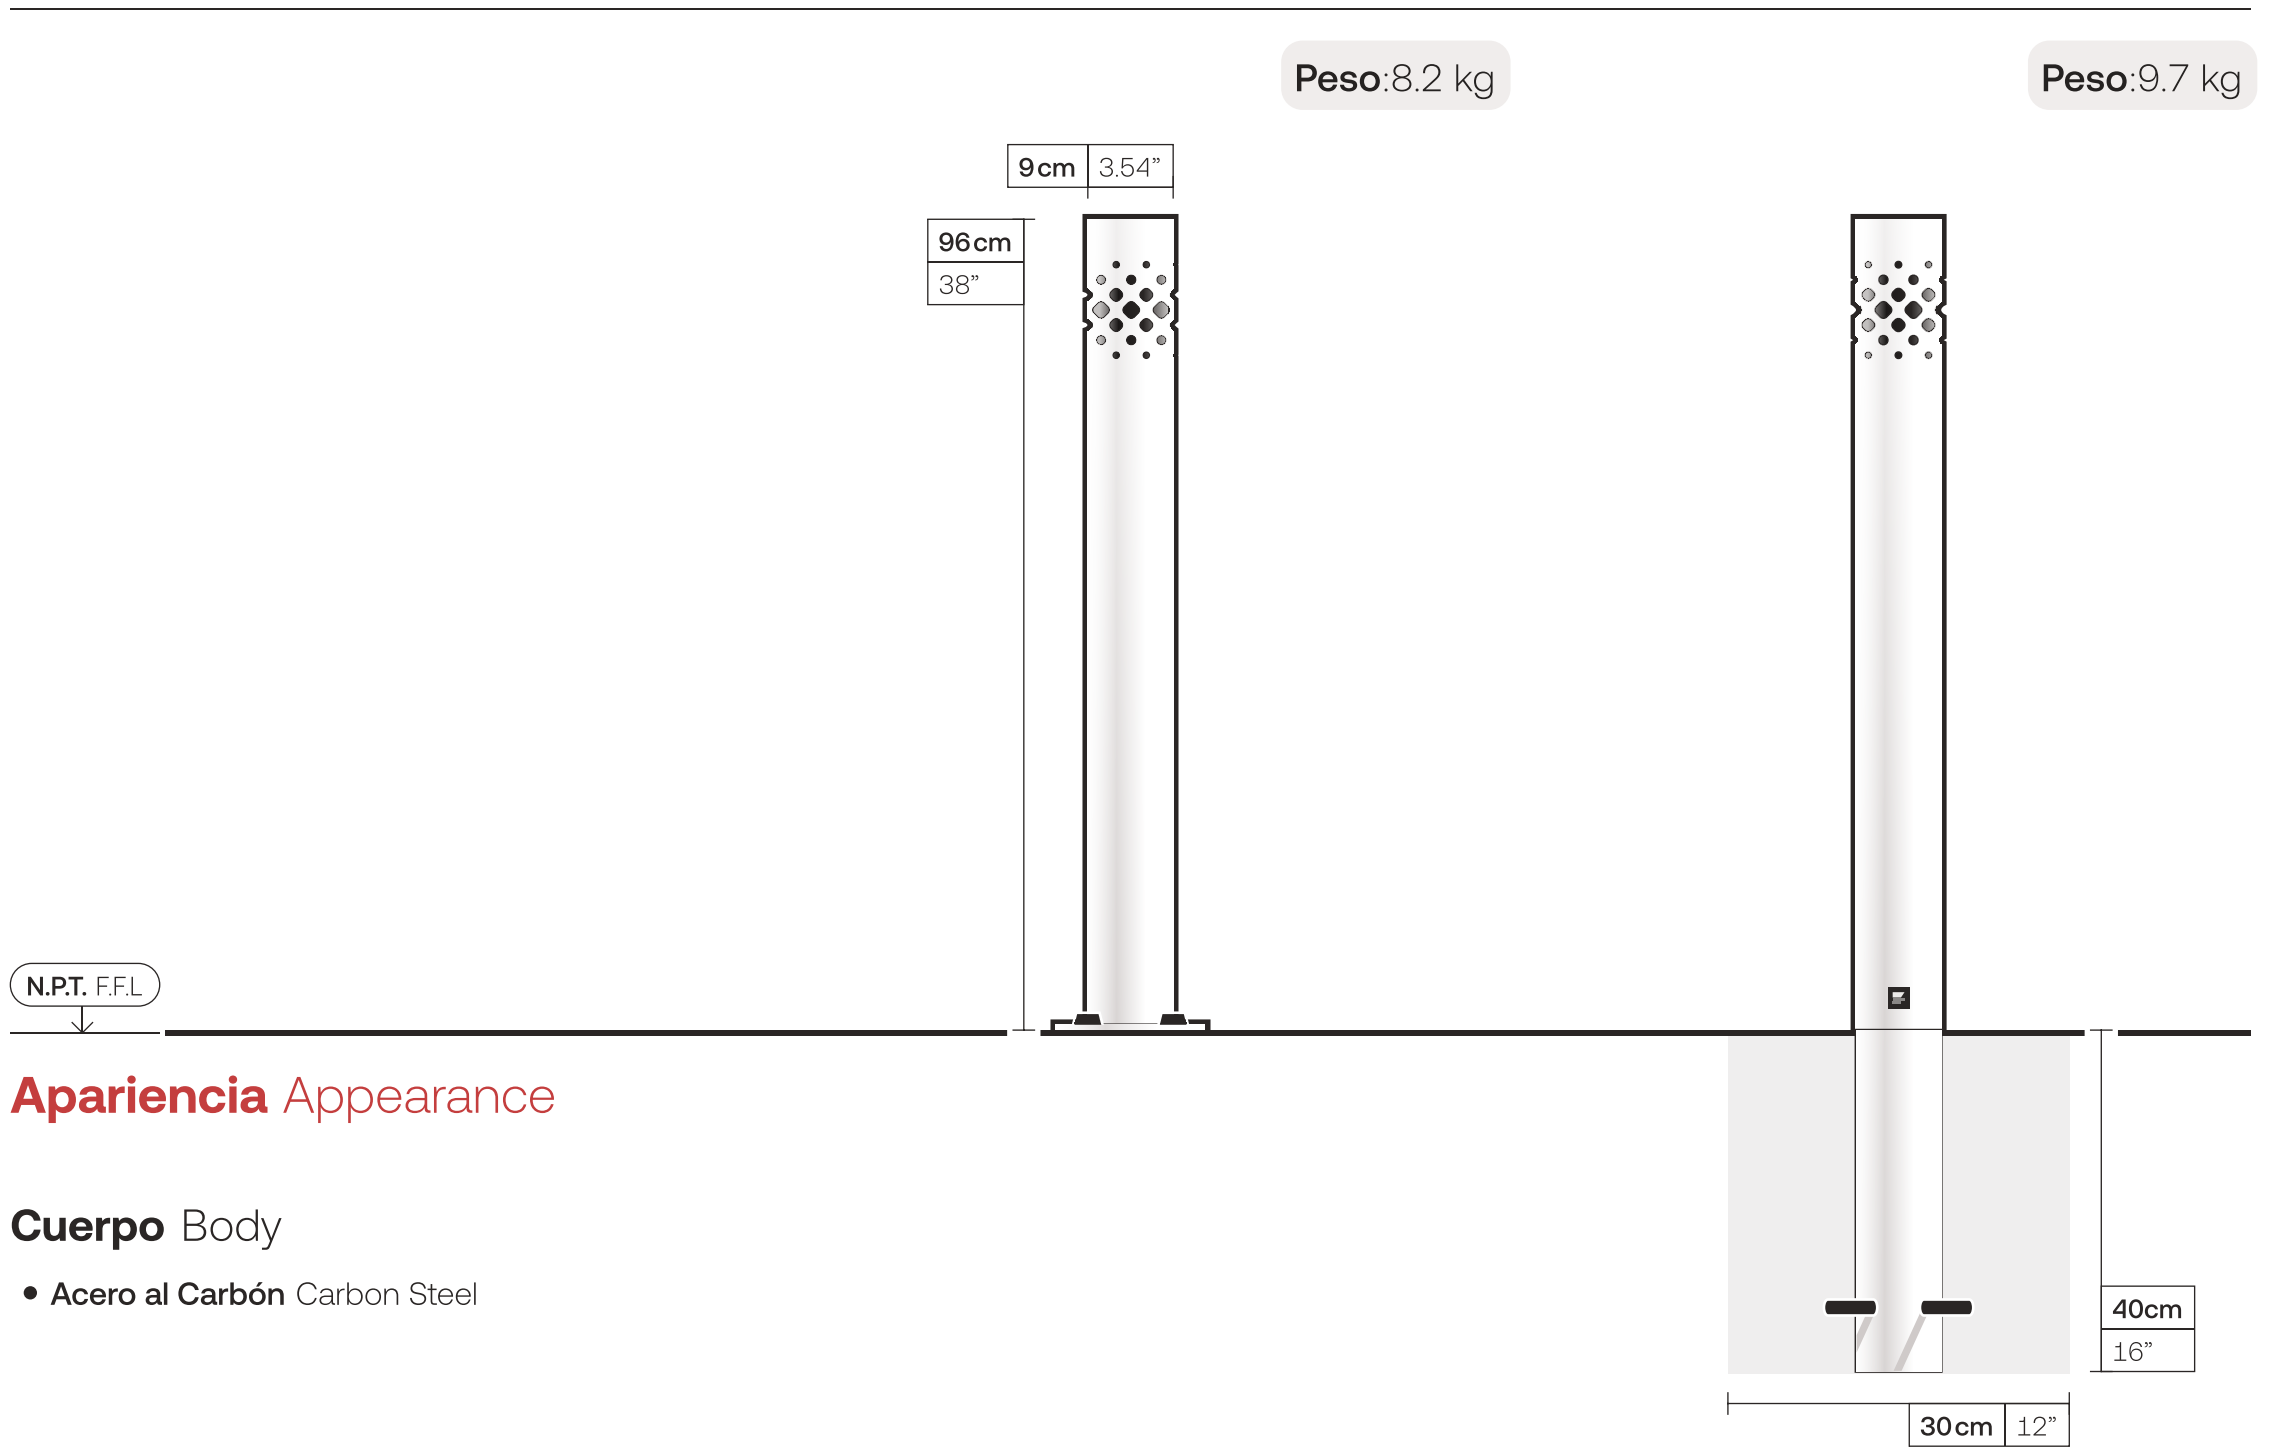 Peso:8.2 kg
Peso:9.7 kg
9cm 3.54”
96cm
38”
N.P.T. F.F.L
Apariencia Appearance
Cuerpo Body
• Acero al Carbón Carbon Steel
40cm
16”
30cm 12”